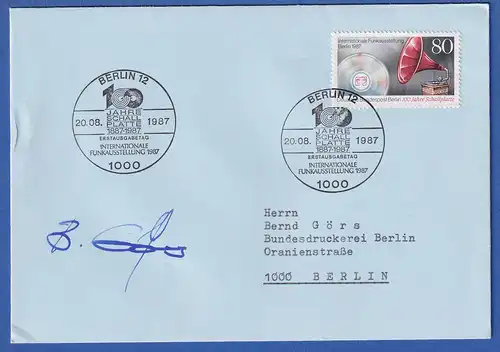 Internationale Funkausstellung
Berlin 1987
80
Deutsche Bundespost Berlin 100 Jahre Schallplatte
BERLIN 12
100
JAHRE
SCHALL
PLATTE
1887-1987
20.08. 1987
ERSTAUSGABETAG
INTERNATIONALE
FUNKAUSSTELLUNG 1987
1000
BERLIN 12
100
JAHRE
SCHALL
PLATTE
1887-1987
20.08. 1987
ERSTAUSGABETAG
INTERNATIONALE
FUNKAUSSTELLUNG 1987
1000
Herrn
Bernd Görs
Bundesdruckerei Berlin
Oranienstraße
1000 BERLIN
B.